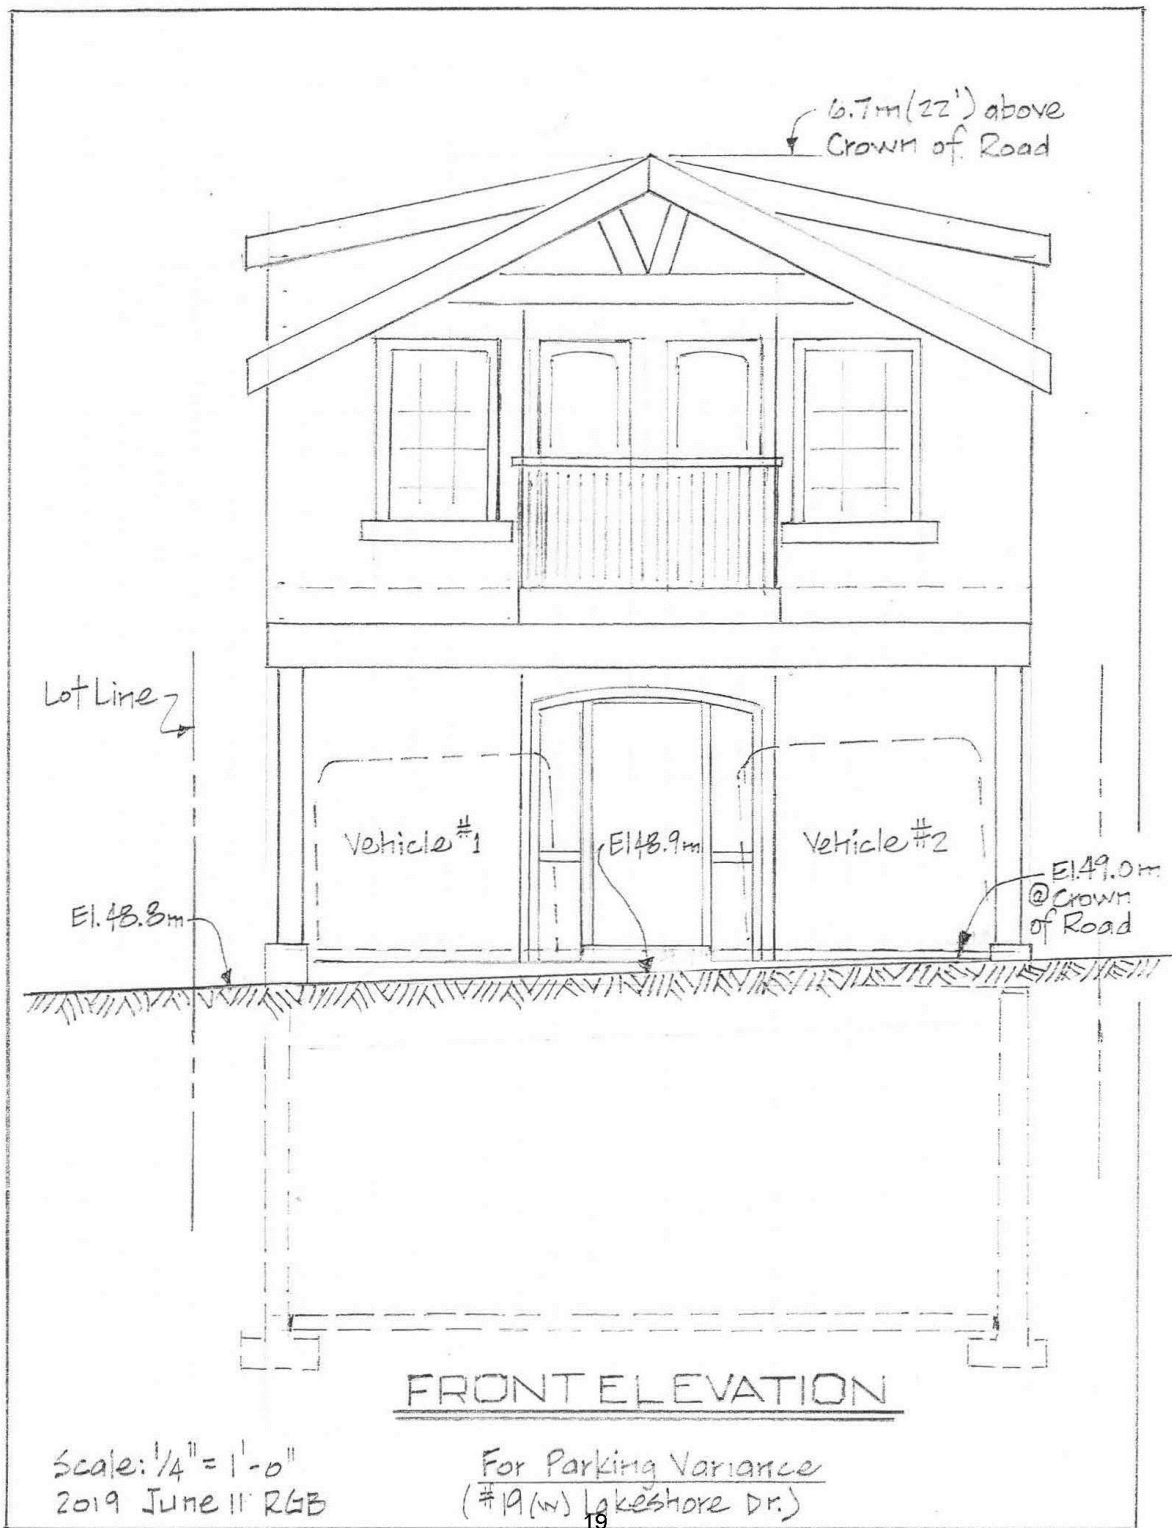 6.7m (22') above
Crown of Road
Lot Line
Vehicle #1
El 48.9m
Vehicle #2
El. 49.0m
@ Crown
of Road
El. 48.8m
FRONT ELEVATION
Scale: 1/4" = 1'-0"
2019 June 11 RGB
For Parking Variance
(#19(w) Lakeshore Dr.)
19